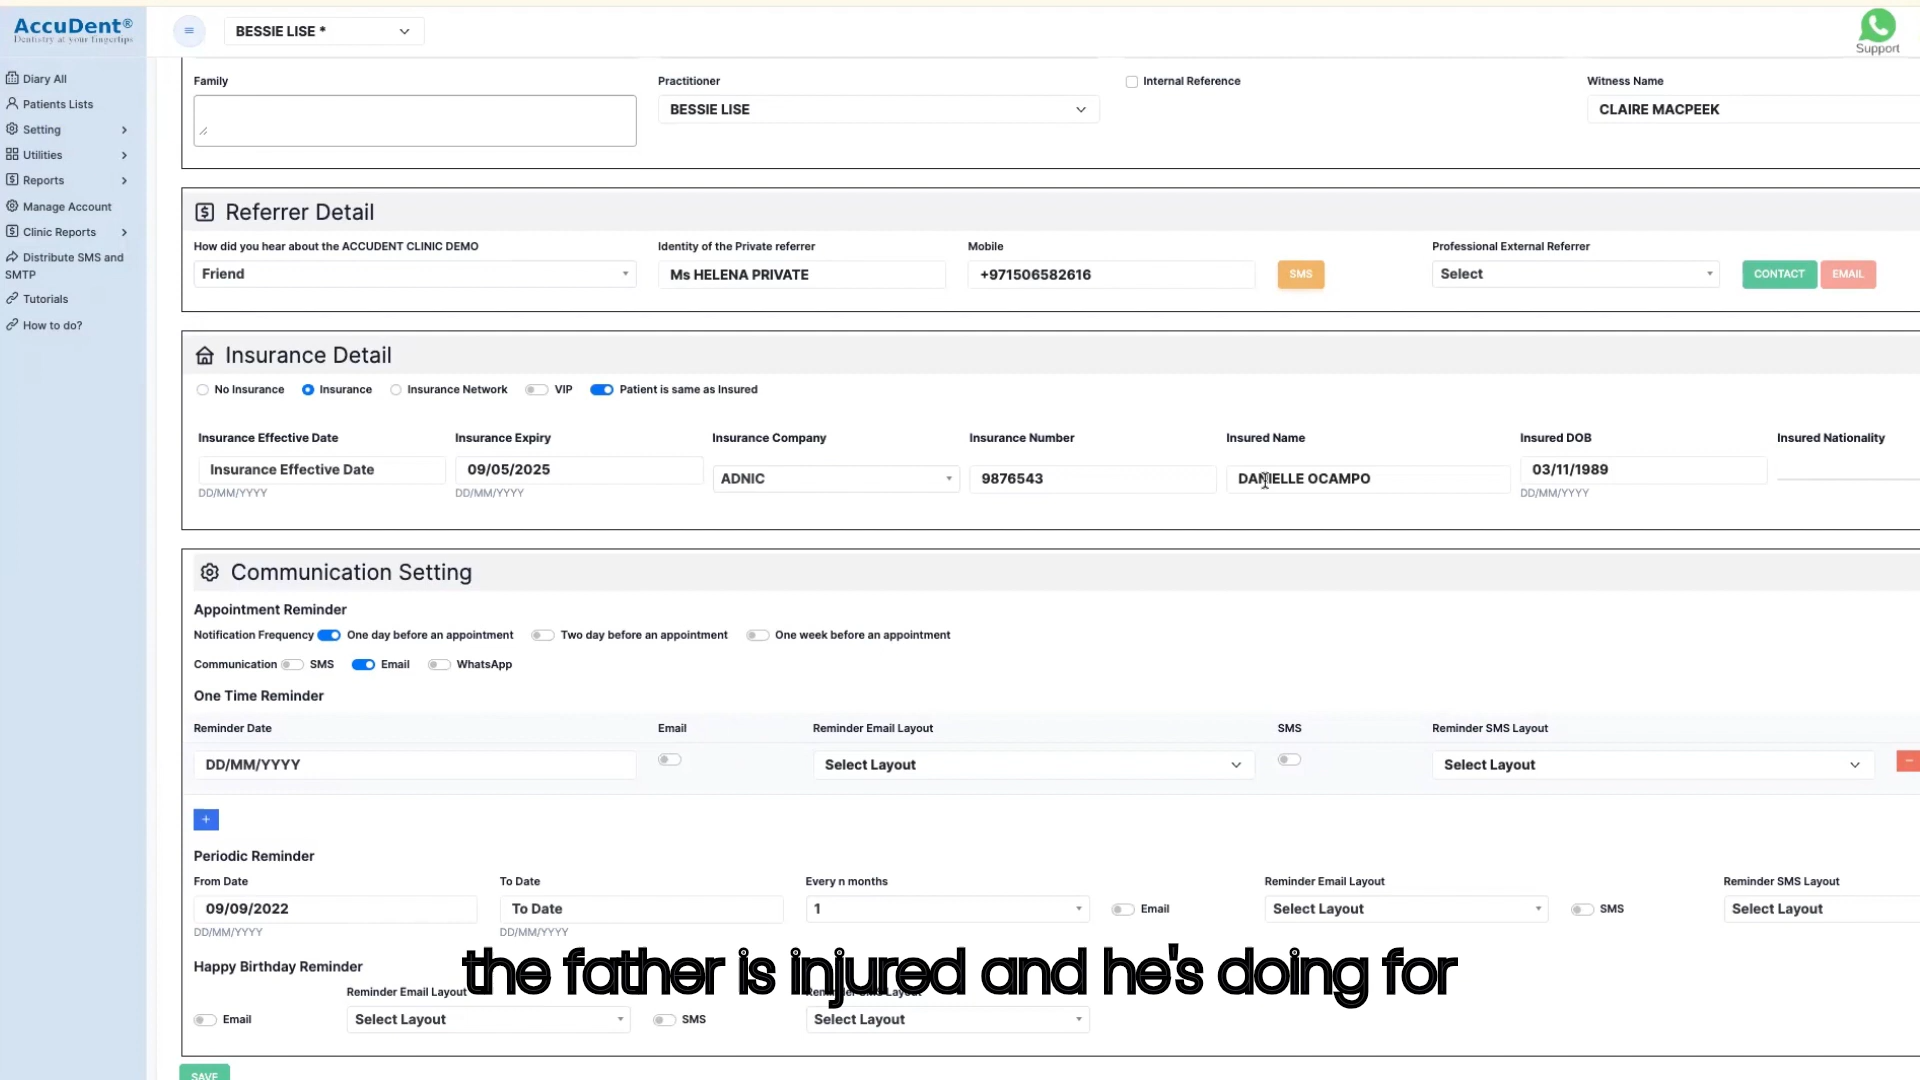 AccuDent®
Dentistry at your fingertips
BESSIE LISE *
Support
Diary All
Patients Lists
Setting
Utilities
Reports
Manage Account
Clinic Reports
Distribute SMS and
SMTP
Tutorials
How to do?
Family
Practitioner
Internal Reference
Witness Name
BESSIE LISE
CLAIRE MACPEEK
Referrer Detail
How did you hear about the ACCUDENT CLINIC DEMO
Identity of the Private referrer
Mobile
Professional External Referrer
Friend
Ms HELENA PRIVATE
+971506582616
SMS
Select
CONTACT
EMAIL
Insurance Detail
No Insurance
Insurance
Insurance Network
VIP
Patient is same as Insured
Insurance Effective Date
Insurance Expiry
Insurance Company
Insurance Number
Insured Name
Insured DOB
Insured Nationality
Insurance Effective Date
09/05/2025
ADNIC
9876543
DANIELLE OCAMPO
03/11/1989
DD/MM/YYYY
DD/MM/YYYY
DD/MM/YYYY
Communication Setting
Appointment Reminder
Notification Frequency
One day before an appointment
Two day before an appointment
One week before an appointment
Communication
SMS
Email
WhatsApp
One Time Reminder
Reminder Date
Email
Reminder Email Layout
SMS
Reminder SMS Layout
DD/MM/YYYY
Select Layout
Select Layout
Periodic Reminder
From Date
To Date
Every n months
Reminder Email Layout
Reminder SMS Layout
09/09/2022
To Date
1
Email
Select Layout
SMS
Select Layout
DD/MM/YYYY
DD/MM/YYYY
the father is injured and he's doing for
Happy Birthday Reminder
Reminder Email Layout
Email
Select Layout
SMS
Select Layout
SAVE